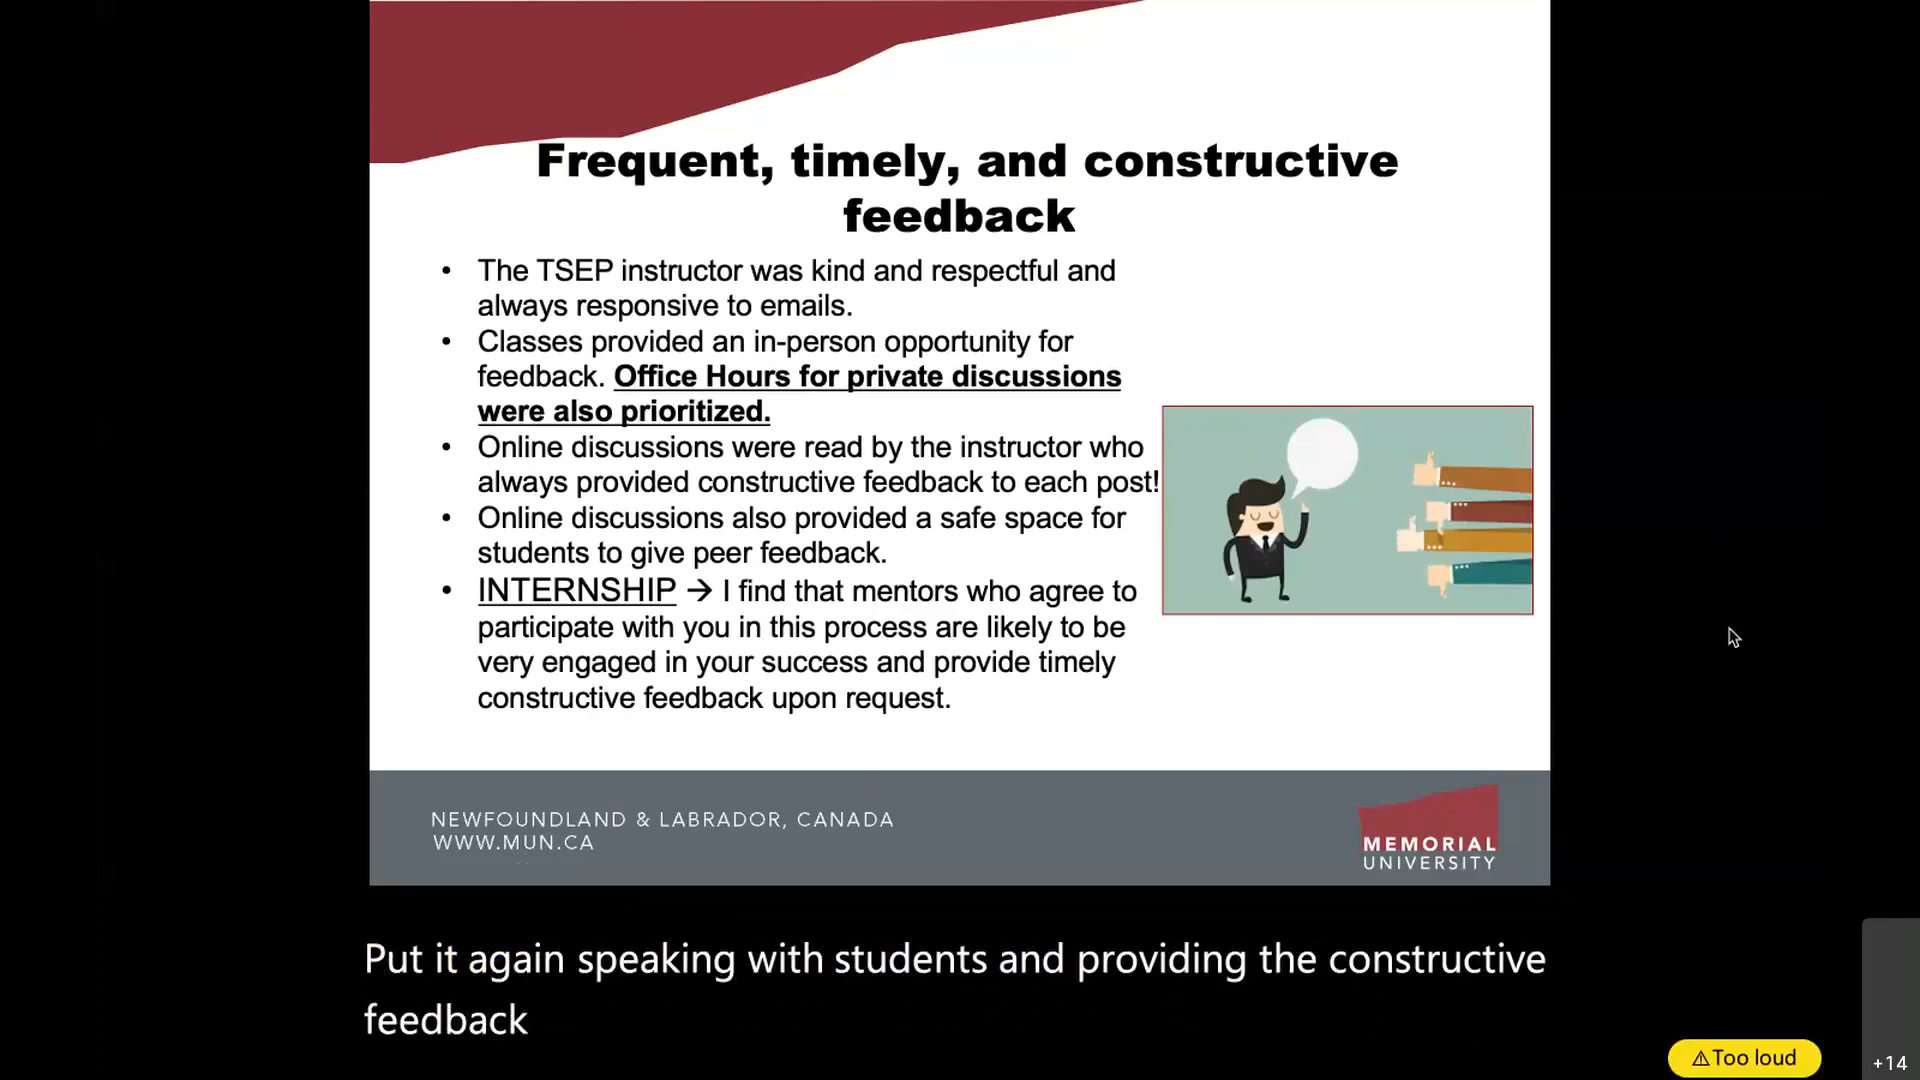 Frequent, timely, and constructive
feedback
• The TSEP instructor was kind and respectful and
always responsive to emails.
• Classes provided an in-person opportunity for
feedback. Office Hours for private discussions
were also prioritized.
• Online discussions were read by the instructor who
always provided constructive feedback to each post!
• Online discussions also provided a safe space for
students to give peer feedback.
• INTERNSHIP → I find that mentors who agree to
participate with you in this process are likely to be
very engaged in your success and provide timely
constructive feedback upon request.
NEWFOUNDLAND & LABRADOR, CANADA
WWW.MUN.CA
MEMORIAL
UNIVERSITY
Put it again speaking with students and providing the constructive
feedback
⚠Too loud
+14